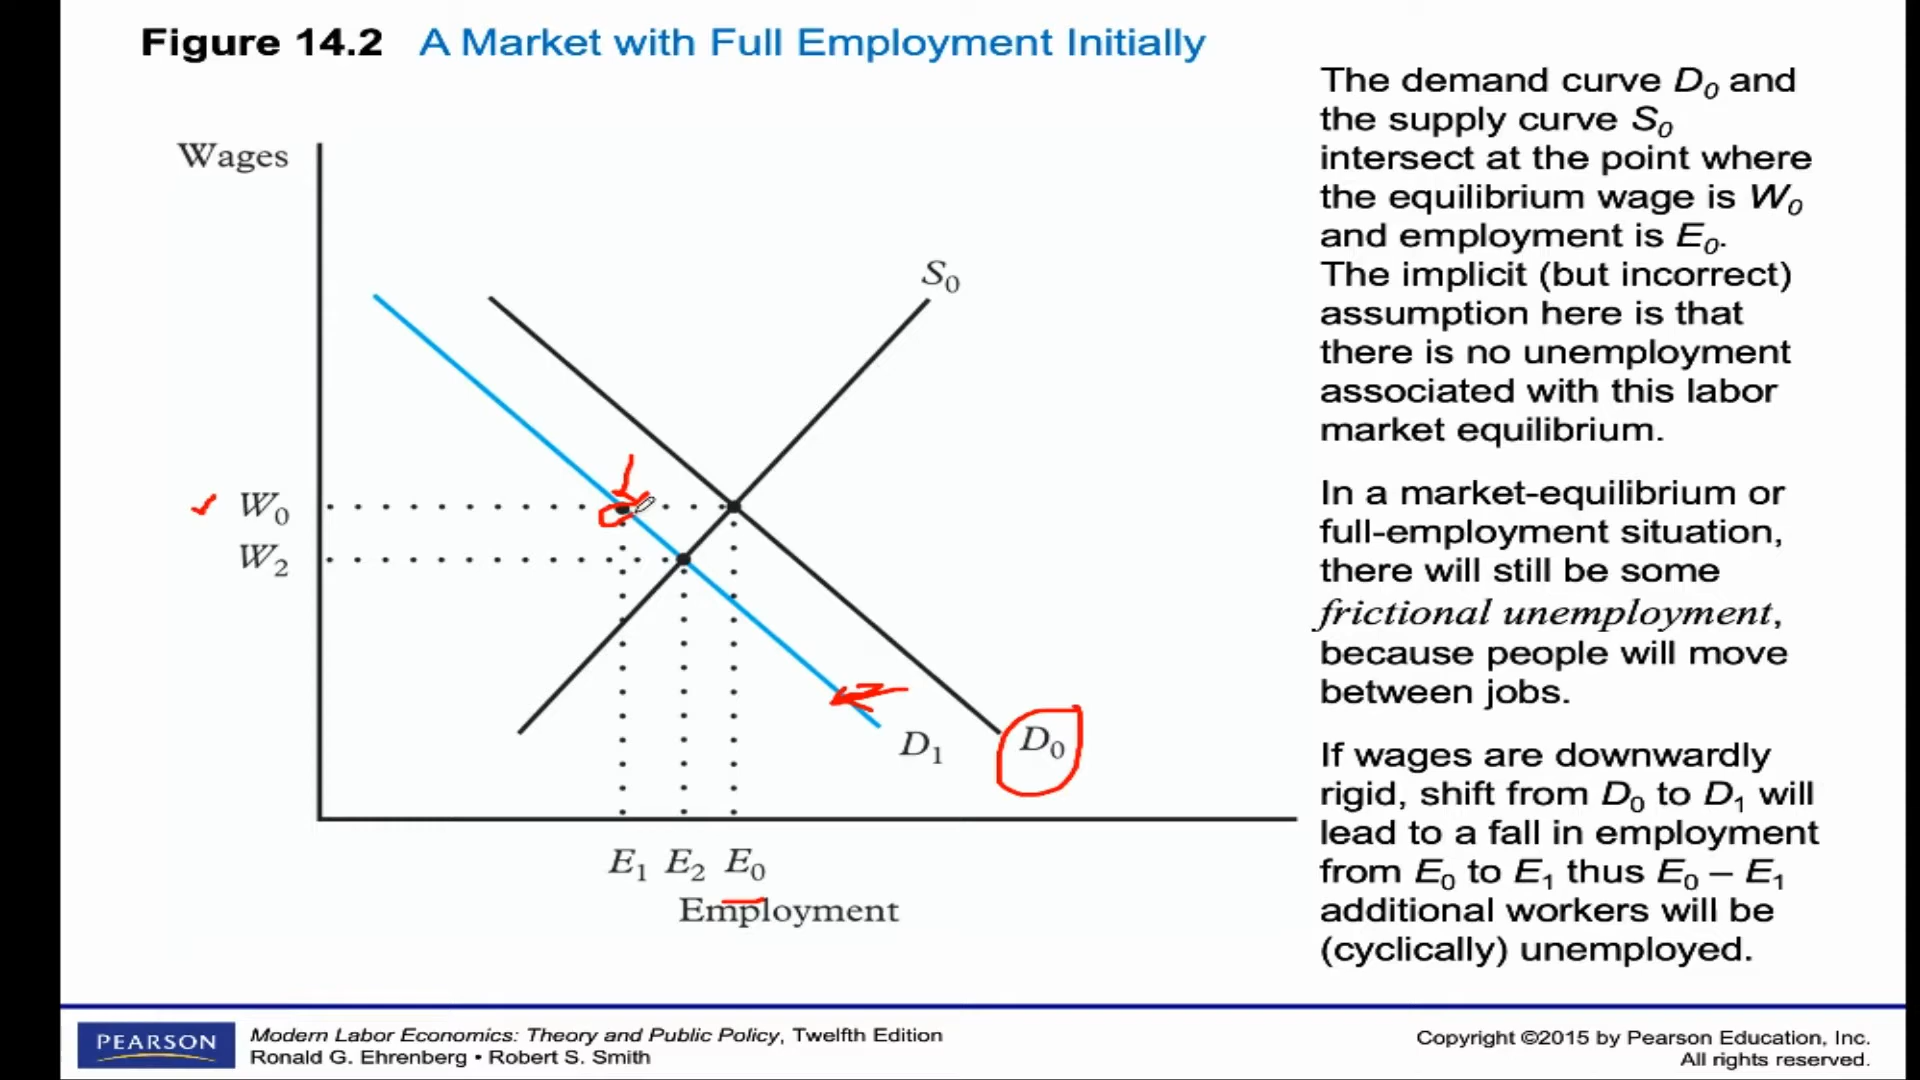 Figure 14.2 A Market with Full Employment Initially
Wages
S₀
W₀
W₂
D₁
D₀
E₁ E₂ E₀
Employment
The demand curve D₀ and
the supply curve S₀
intersect at the point where
the equilibrium wage is W₀
and employment is E₀.
The implicit (but incorrect)
assumption here is that
there is no unemployment
associated with this labor
market equilibrium.
In a market-equilibrium or
full-employment situation,
there will still be some
frictional unemployment,
because people will move
between jobs.
If wages are downwardly
rigid, shift from D₀ to D₁ will
lead to a fall in employment
from E₀ to E₁ thus E₀ – E₁
additional workers will be
(cyclically) unemployed.
PEARSON
Modern Labor Economics: Theory and Public Policy, Twelfth Edition
Ronald G. Ehrenberg • Robert S. Smith
Copyright ©2015 by Pearson Education, Inc.
All rights reserved.